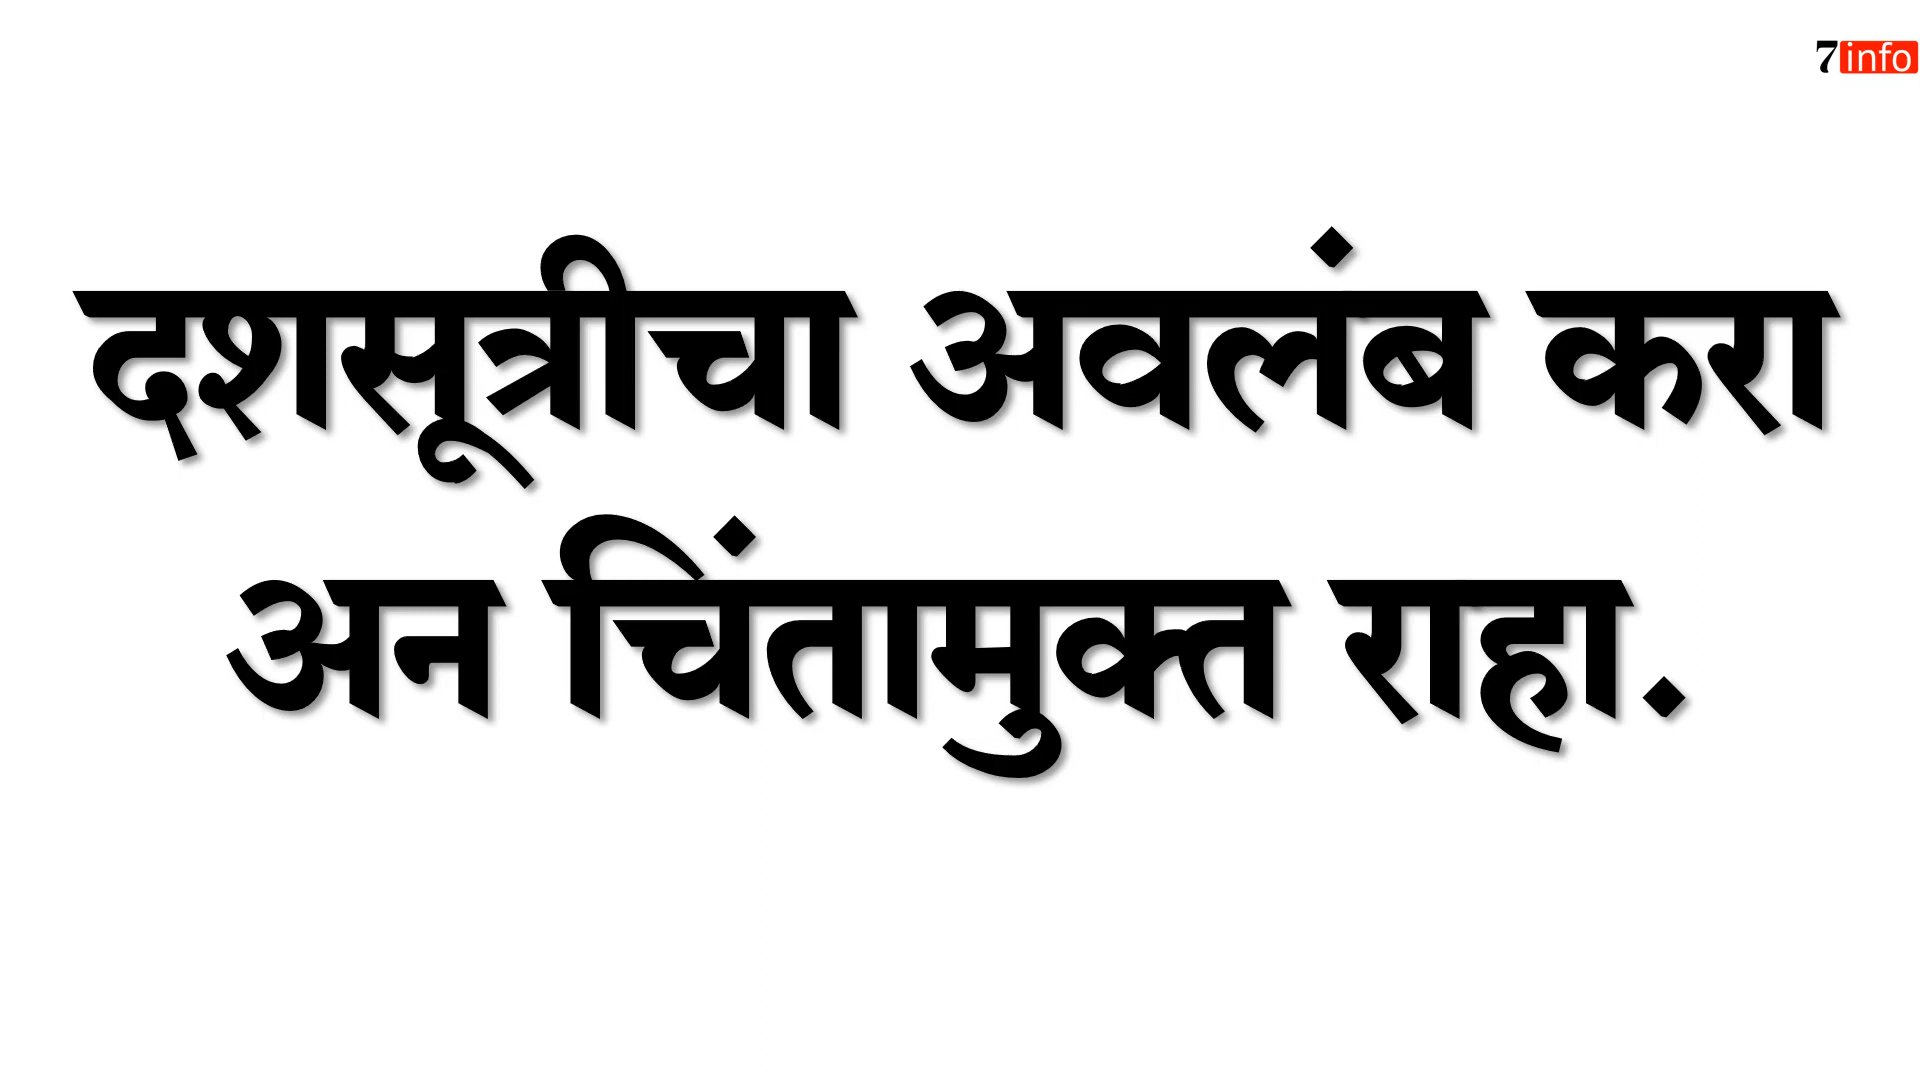 7info
दशसूत्रीचा अवलंब करा
अन चिंतामुक्त राहा.